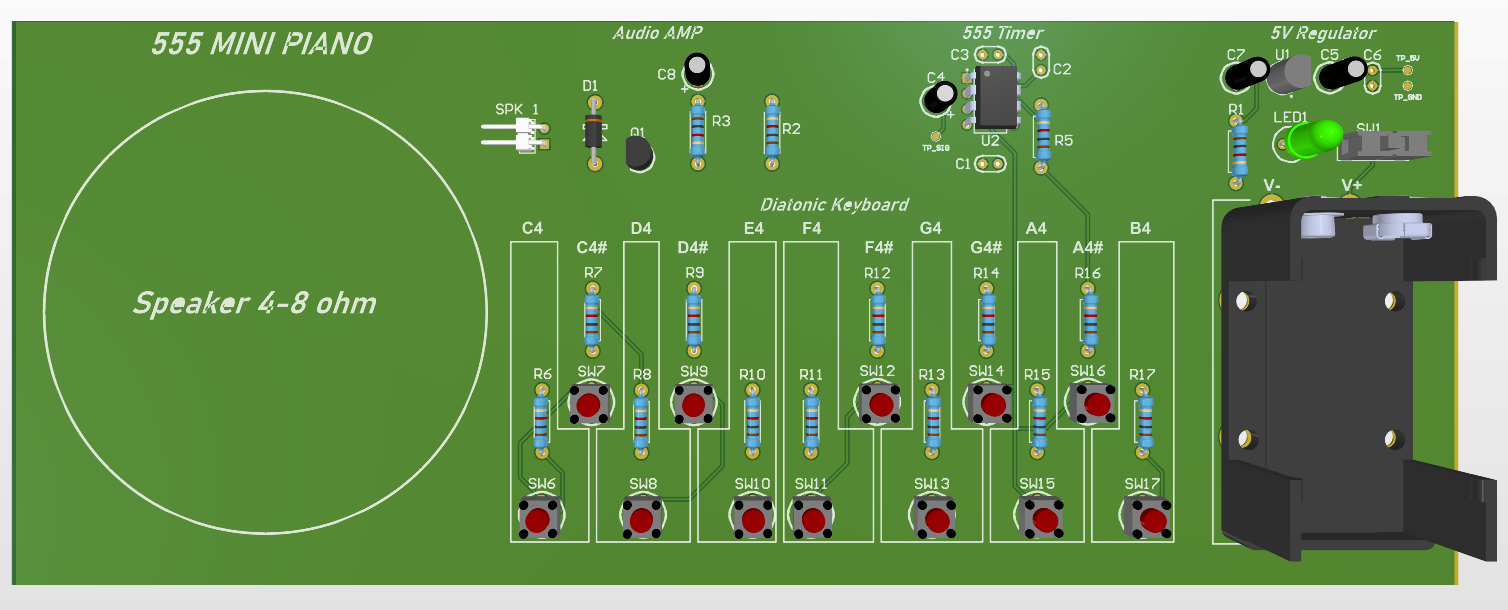 555 MINI PIANO
Audio AMP
555 Timer
5V Regulator
C8
+
D1
SPK 1
Q1
R3
R2
C3
C2
C4
+
TP_SIG
U2
C1
R5
C7
U1
C5
C6
TP_5V
TP_GND
R1
LED1
SW1
V-
V+
Diatonic Keyboard
C4
D4
E4
F4
G4
A4
B4
C4#
D4#
F4#
G4#
A4#
R7
R9
R12
R14
R16
Speaker 4-8 ohm
R6
SW7
R8
SW9
R10
R11
SW12
R13
SW14
R15
SW16
R17
SW6
SW8
SW10
SW11
SW13
SW15
SW17